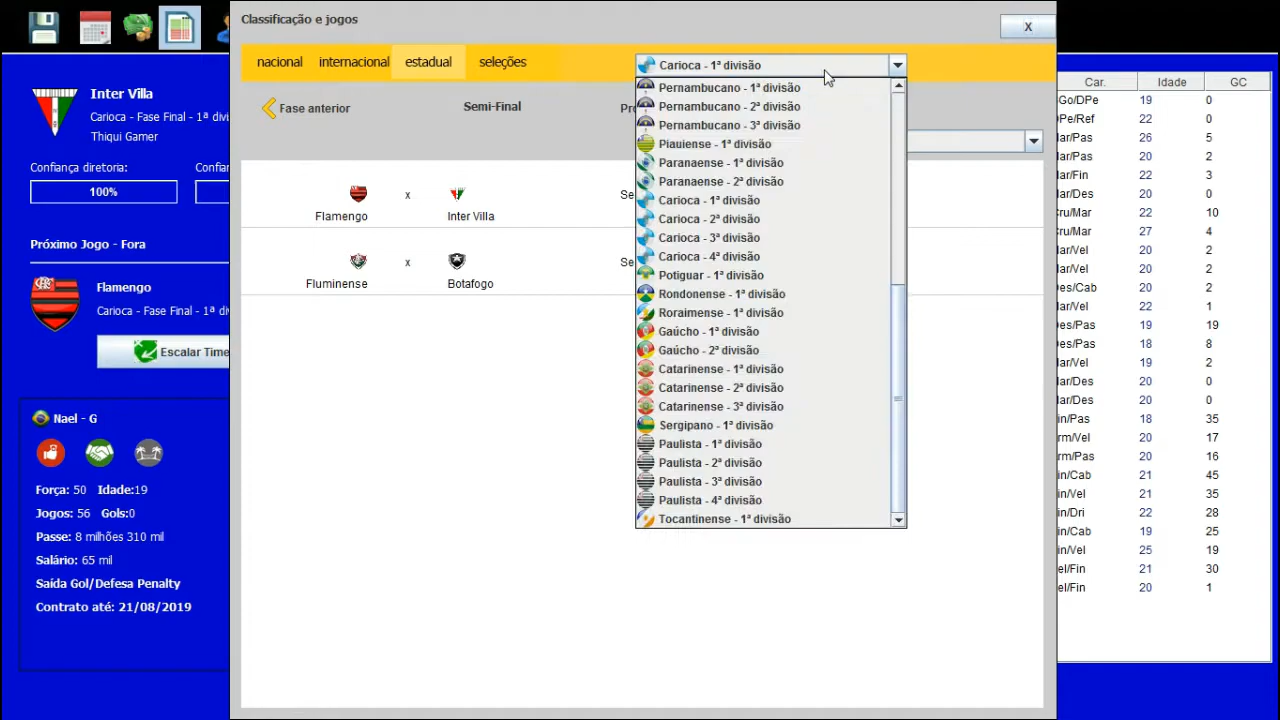 Classificação e jogos
X
nacional internacional estadual seleções
Carioca - 1ª divisão
Fase anterior
Semi-Final
Flamengo x Inter Villa
Fluminense x Botafogo
Pernambucano - 1ª divisão
Pernambucano - 2ª divisão
Pernambucano - 3ª divisão
Piauiense - 1ª divisão
Paranaense - 1ª divisão
Paranaense - 2ª divisão
Carioca - 1ª divisão
Carioca - 2ª divisão
Carioca - 3ª divisão
Carioca - 4ª divisão
Potiguar - 1ª divisão
Rondonense - 1ª divisão
Roraimense - 1ª divisão
Gaúcho - 1ª divisão
Gaúcho - 2ª divisão
Catarinense - 1ª divisão
Catarinense - 2ª divisão
Catarinense - 3ª divisão
Sergipano - 1ª divisão
Paulista - 1ª divisão
Paulista - 2ª divisão
Paulista - 3ª divisão
Paulista - 4ª divisão
Tocantinense - 1ª divisão
Inter Villa
Carioca - Fase Final - 1ª divi
Thiqui Gamer
Confiança diretoria: Confian
100%
Próximo Jogo - Fora
Flamengo
Carioca - Fase Final - 1ª di
Escalar Time
Nael - G
Força: 50 Idade:19
Jogos: 56 Gols:0
Passe: 8 milhões 310 mil
Salário: 65 mil
Saída Gol/Defesa Penalty
Contrato até: 21/08/2019
Car. Idade GC
Go/DPe 19 0
DPe/Ref 22 0
Mar/Pas 26 5
Mar/Pas 20 2
Mar/Fin 22 3
Mar/Des 20 0
Cru/Mar 22 10
Cru/Mar 27 4
Mar/Vel 20 2
Mar/Vel 20 2
Des/Cab 20 2
Mar/Vel 22 1
Des/Pas 19 19
Des/Pas 18 8
Mar/Vel 19 2
Mar/Des 20 0
Mar/Des 20 0
in/Pas 18 35
rm/Vel 20 17
rm/Pas 20 16
in/Cab 21 45
in/Vel 21 35
in/Dri 22 28
in/Cab 19 25
in/Vel 25 19
el/Fin 21 30
el/Fin 20 1